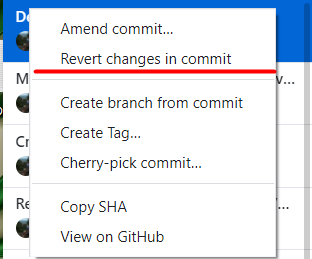 De
Amend commit...
Revert changes in commit
M
v...
Create branch from commit
Create Tag...
Cr
Cherry-pick commit...
Re
Copy SHA
...
View on GitHub